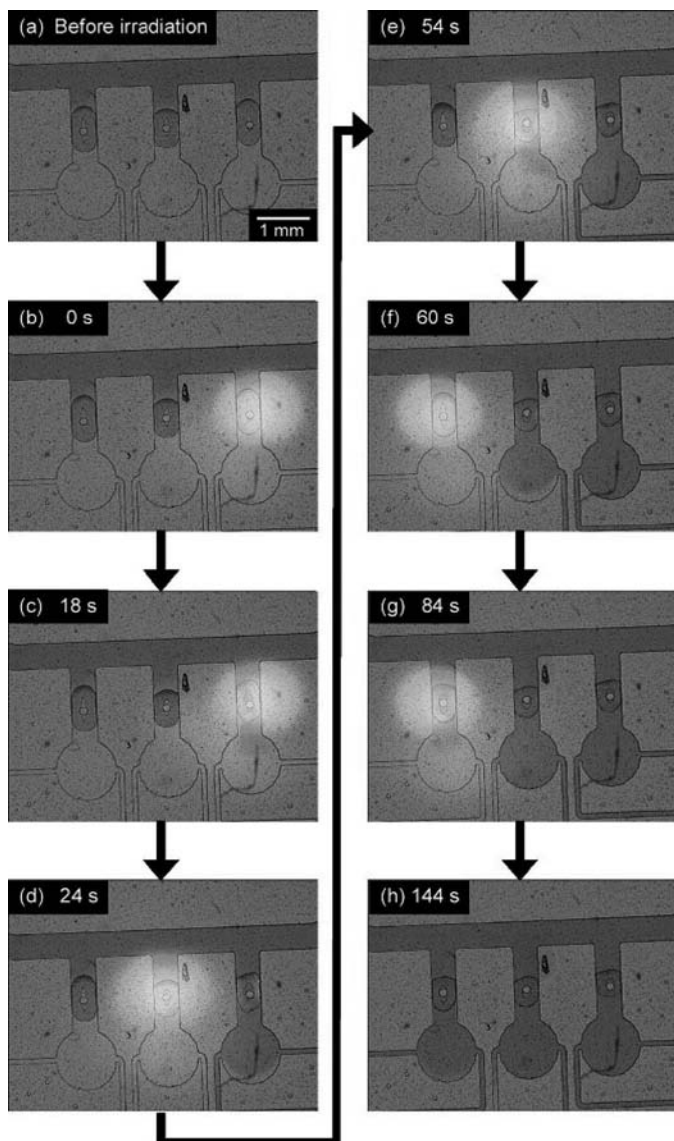 (a) Before irradiation
1 mm
(b) 0 s
(c) 18 s
(d) 24 s
(e) 54 s
(f) 60 s
(g) 84 s
(h) 144 s